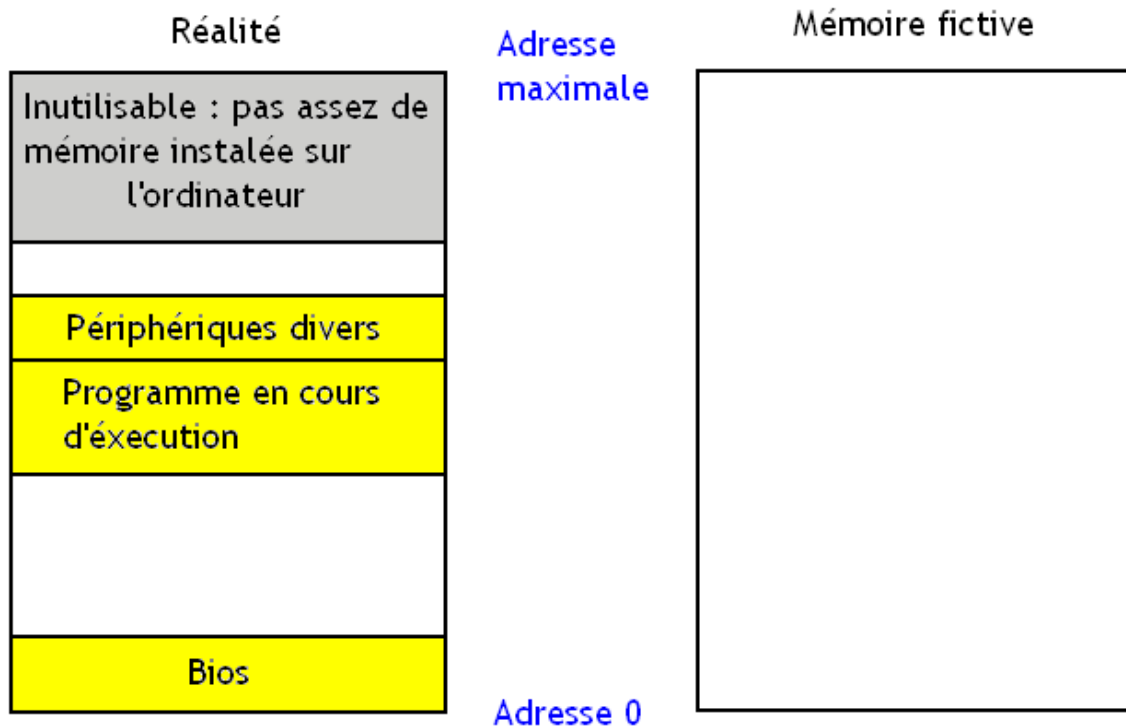 Réalité
Adresse
maximale
Mémoire fictive
Inutilisable : pas assez de
mémoire instalée sur
l'ordinateur
Périphériques divers
Programme en cours
d'éxecution
Bios
Adresse 0